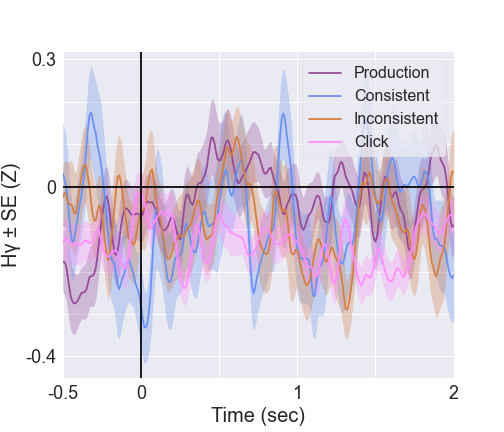 Production
Consistent
Inconsistent
Click
0.3
0
-0.4
Hγ ± SE (Z)
-0.5 0 1 2
Time (sec)